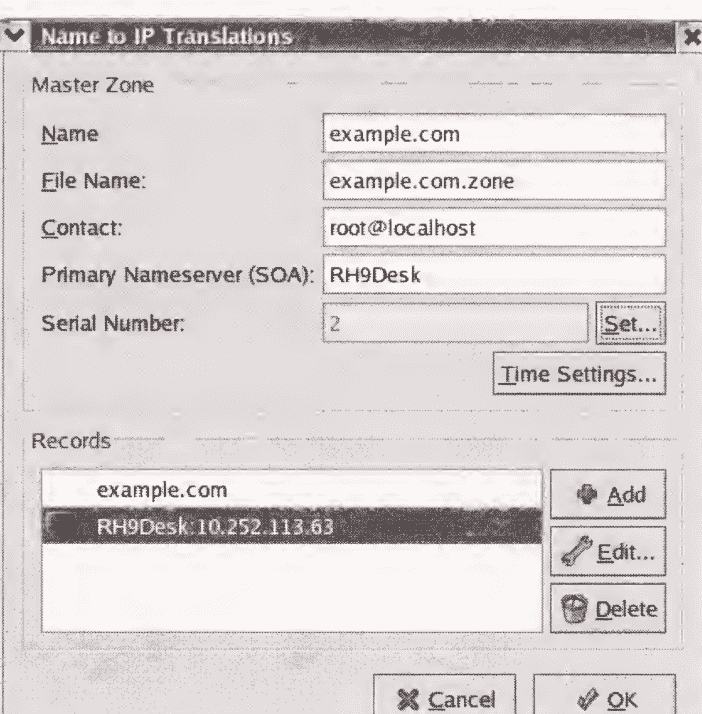 Name to IP Translations
Master Zone
Name example.com
File Name: example.com.zone
Contact: root@localhost
Primary Nameserver (SOA): RH9Desk
Serial Number: 2 Set...
Time Settings...
Records
example.com
RH9Desk:10.252.113.63
Add
Edit...
Delete
Cancel OK